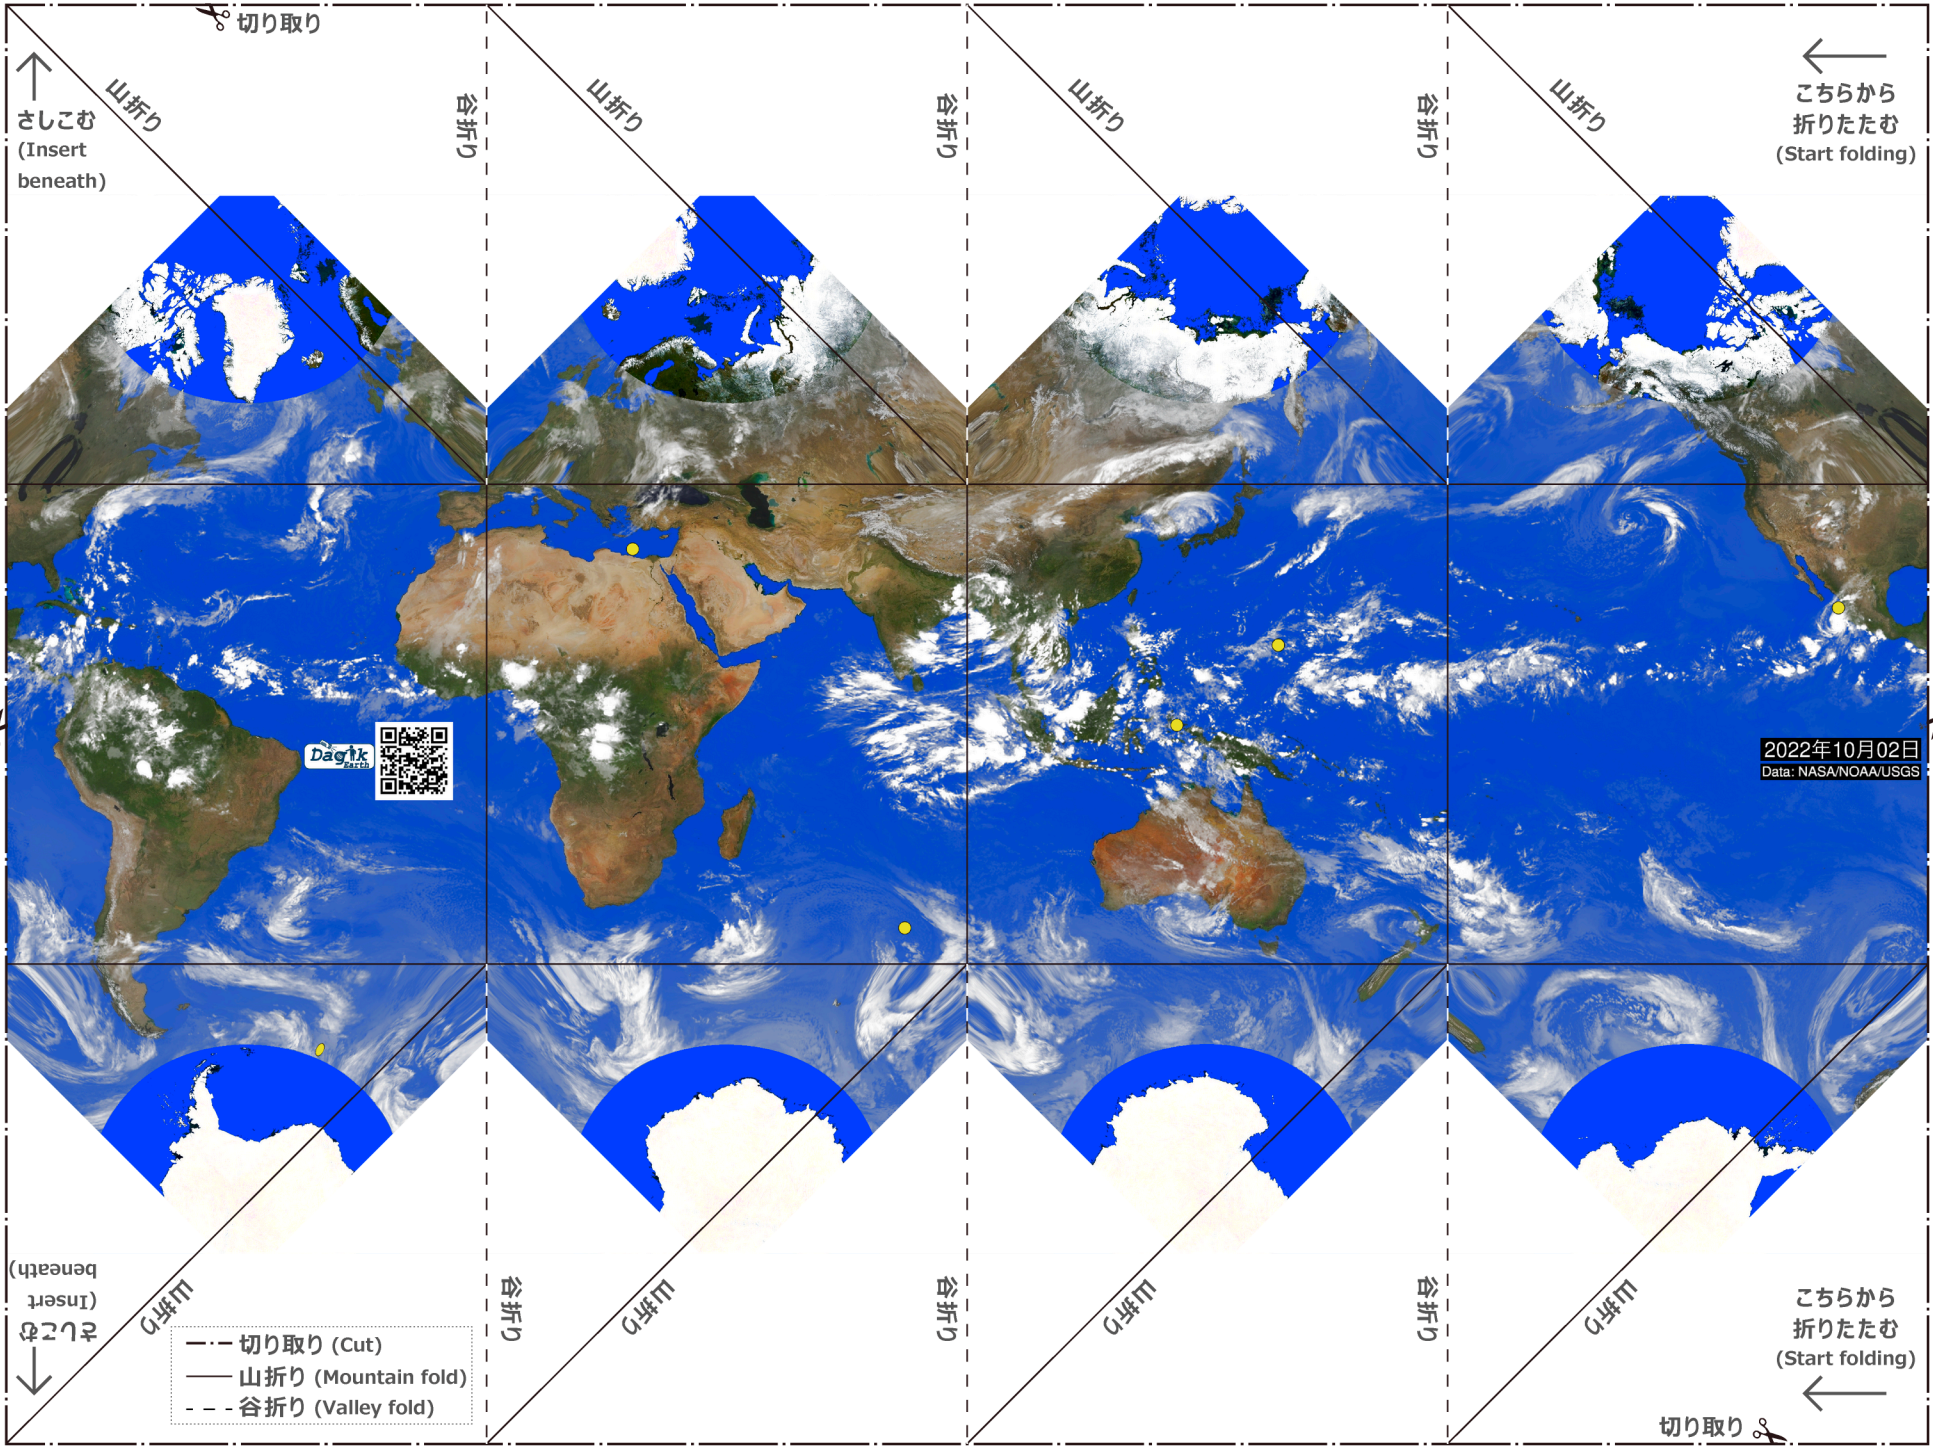 切り取り
山折り
谷折り
山折り
谷折り
山折り
谷折り
山折り
さしこむ
(Insert
beneath)
こちらから
折りたたむ
(Start folding)
Dagik
Earth
2022年10月02日
Data: NASA/NOAA/USGS
さしこむ
(Insert
beneath)
山折り
谷折り
山折り
谷折り
山折り
谷折り
山折り
切り取り (Cut)
山折り (Mountain fold)
谷折り (Valley fold)
こちらから
折りたたむ
(Start folding)
切り取り